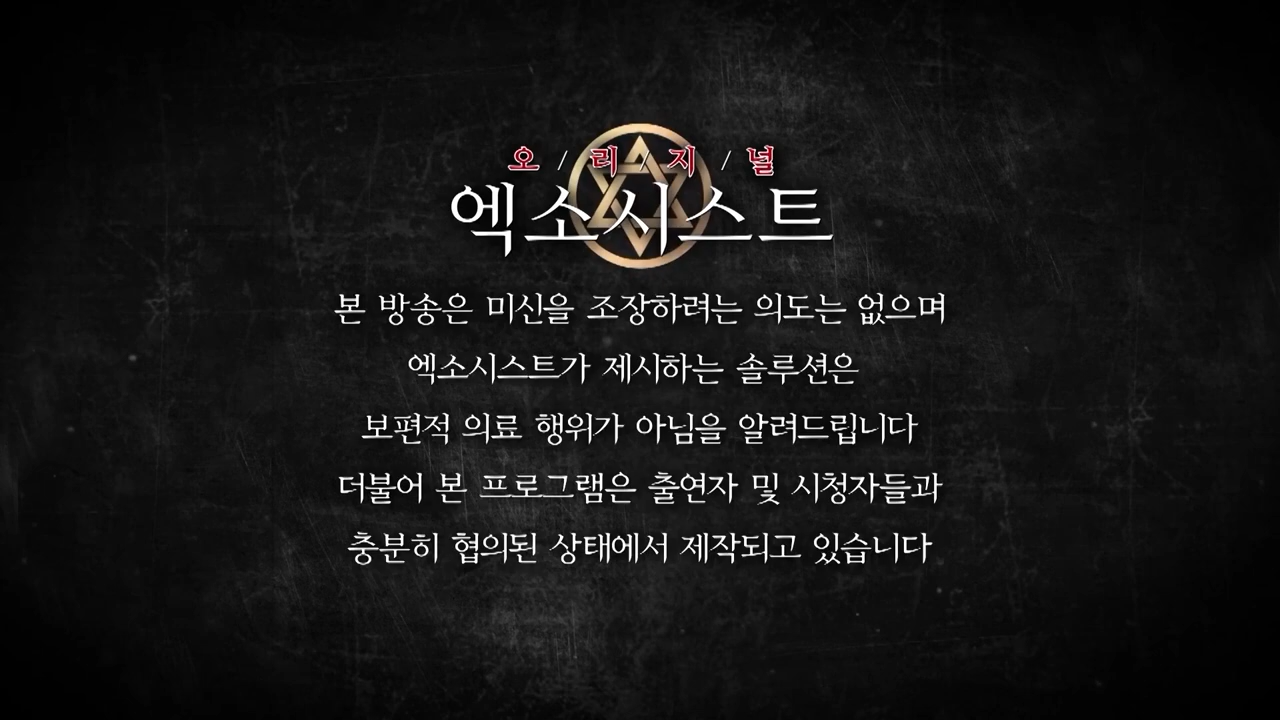 오/리/지/널
엑소시스트
본 방송은 미신을 조장하려는 의도는 없으며
엑소시스트가 제시하는 솔루션은
보편적 의료 행위가 아님을 알려드립니다
더불어 본 프로그램은 출연자 및 시청자들과
충분히 협의된 상태에서 제작되고 있습니다